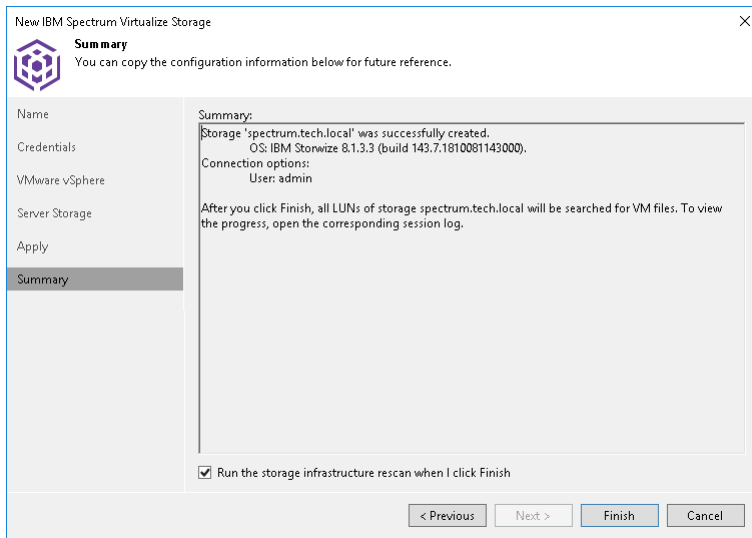 New IBM Spectrum Virtualize Storage
Summary
You can copy the configuration information below for future reference.
Name
Credentials
VMware vSphere
Server Storage
Apply
Summary
Summary:
Storage 'spectrum.tech.local' was successfully created.
OS: IBM Storwize 8.1.3.3 (build 143.7.1810081143000).
Connection options:
User: admin
After you click Finish, all LUNs of storage spectrum.tech.local will be searched for VM files. To view
the progress, open the corresponding session log.
Run the storage infrastructure rescan when I click Finish
< Previous
Next >
Finish
Cancel